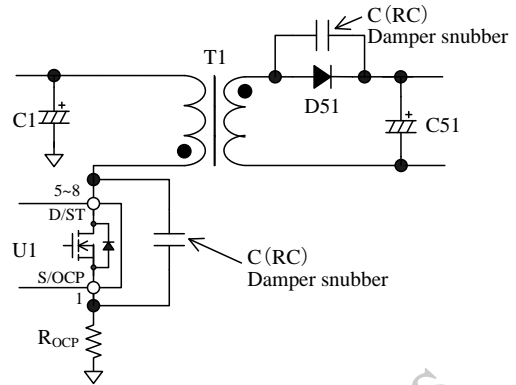 C(RC)
Damper snubber
T1
D51
C1
C51
5~8
D/ST
U1
C(RC)
Damper snubber
S/OCP
1
ROCP